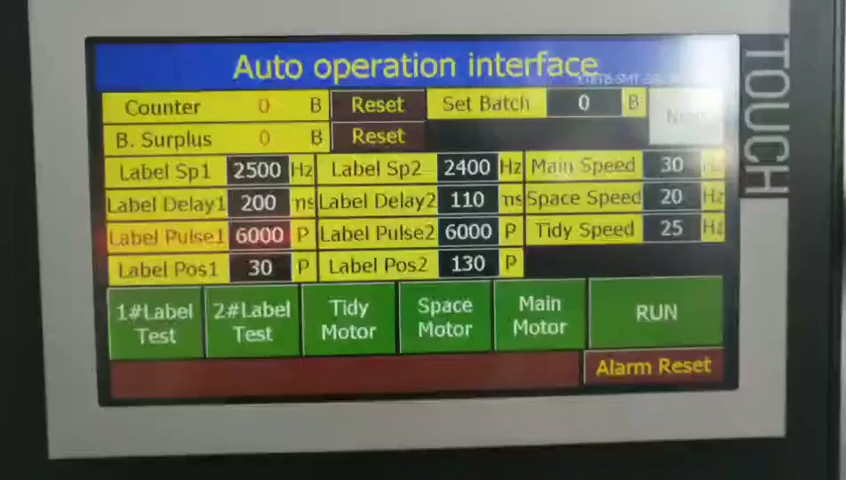 Auto operation interface
Counter 0 B Reset Set Batch 0 B
B. Surplus 0 B Reset
Label Sp1 2500 Hz Label Sp2 2400 Hz Main Speed 30 Hz
Label Delay1 200 ms Label Delay2 110 ms Space Speed 20 Hz
Label Pulse1 6000 P Label Pulse2 6000 P Tidy Speed 25 Hz
Label Pos1 30 P Label Pos2 130 P
1#Label Test 2#Label Test Tidy Motor Space Motor Main Motor RUN
Alarm Reset
TOUCH